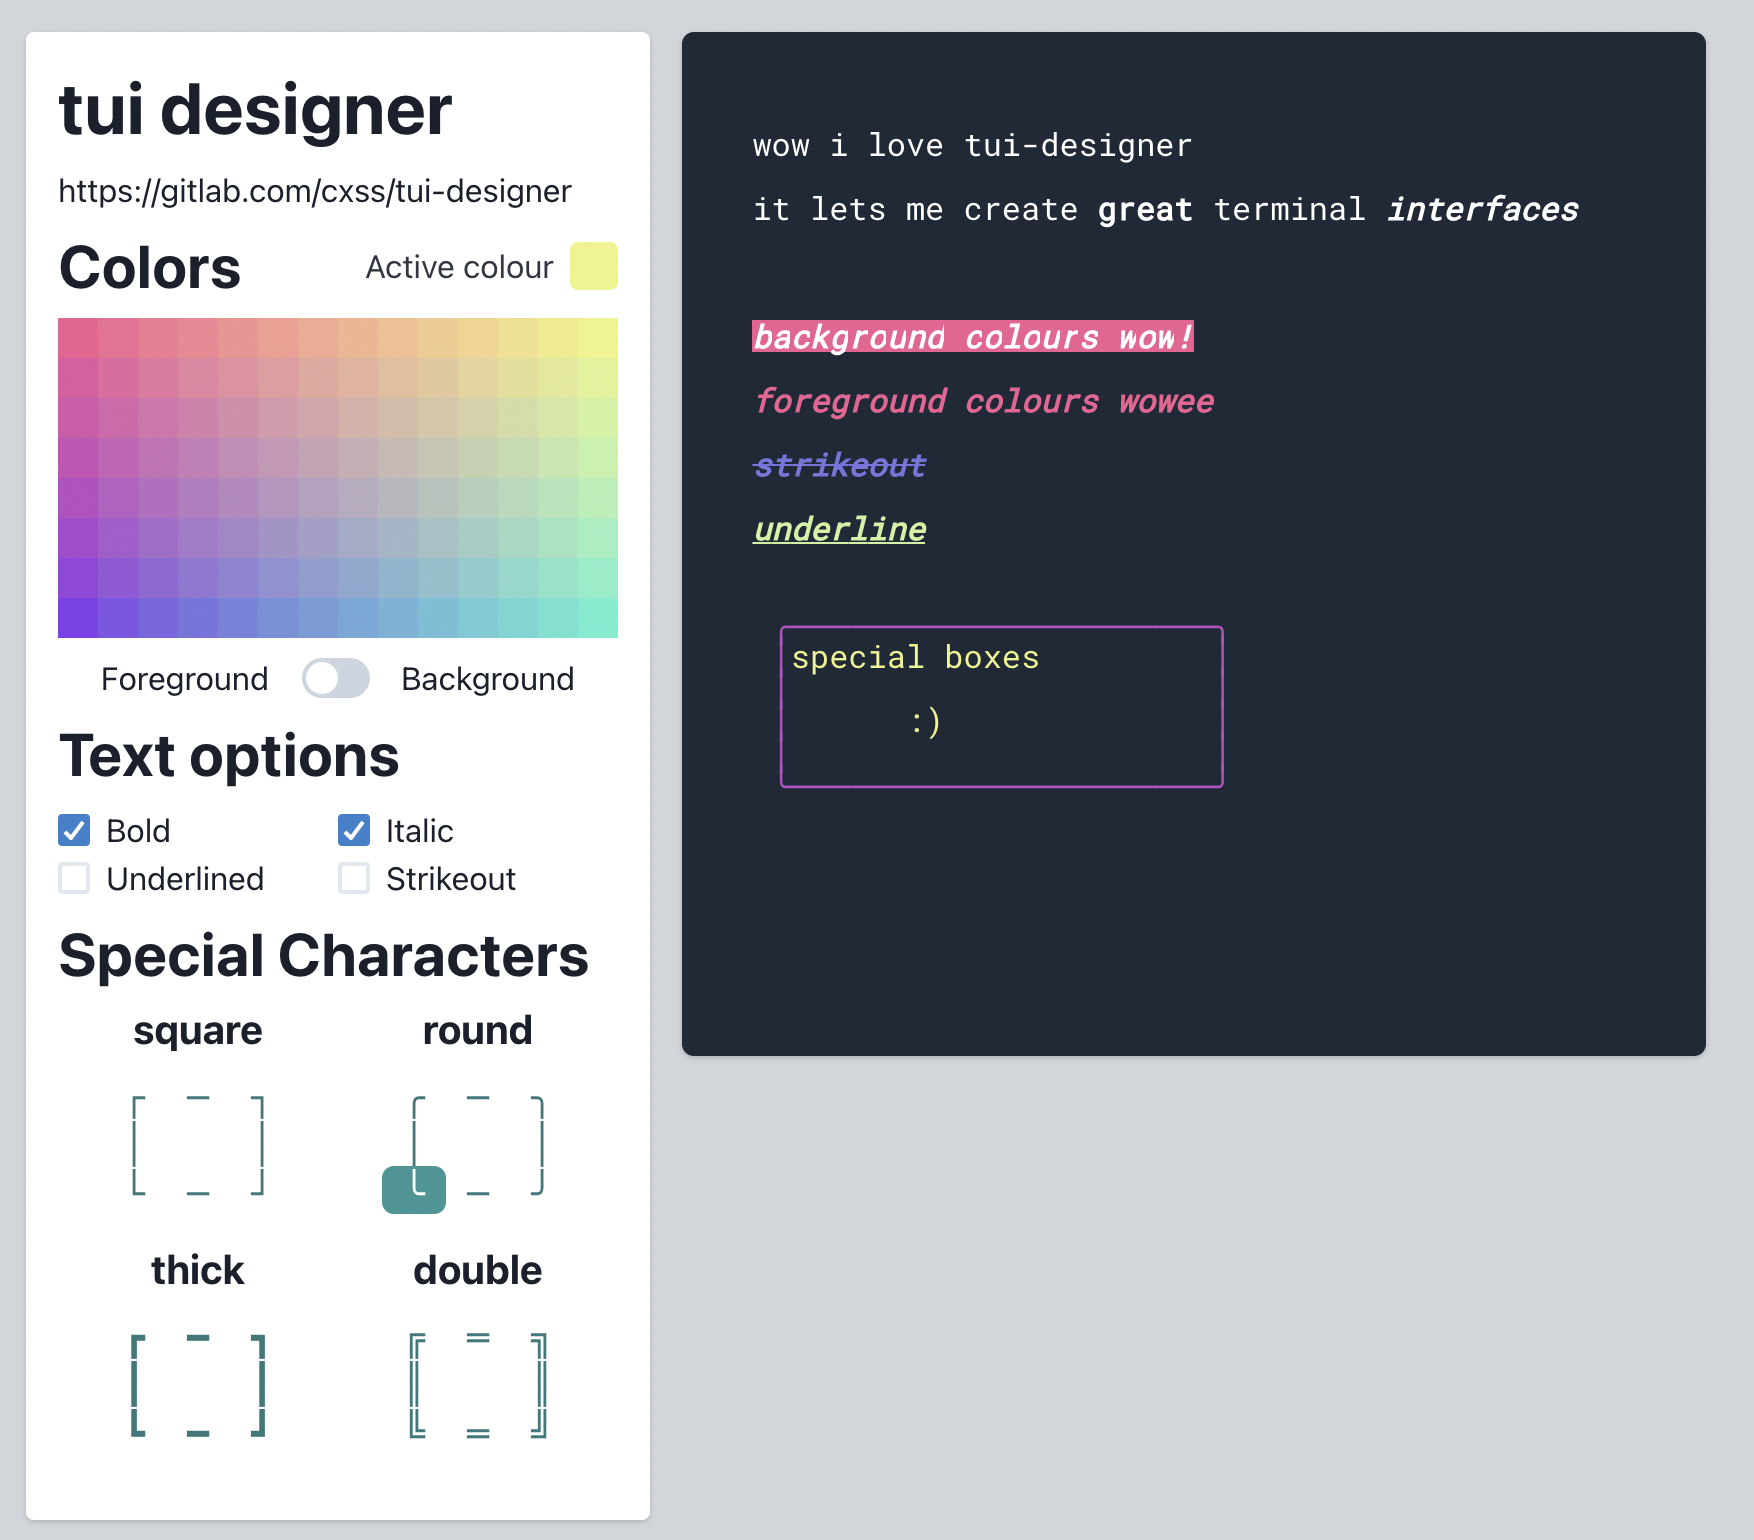 tui designer
https://gitlab.com/cxss/tui-designer
Colors
Active colour
Foreground
Background
Text options
Bold
Italic
Underlined
Strikeout
Special Characters
square
round
thick
double
wow i love tui-designer
it lets me create great terminal interfaces
background colours wow!
foreground colours wowee
strikeout
underline
special boxes
:)